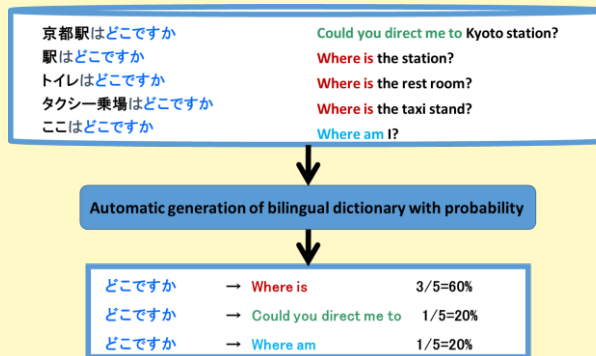 京都駅はどこですか Could you direct me to Kyoto station?
駅はどこですか Where is the station?
トイレはどこですか Where is the rest room?
タクシー乗場はどこですか Where is the taxi stand?
ここはどこですか Where am I?
Automatic generation of bilingual dictionary with probability
どこですか → Where is 3/5=60%
どこですか → Could you direct me to 1/5=20%
どこですか → Where am 1/5=20%